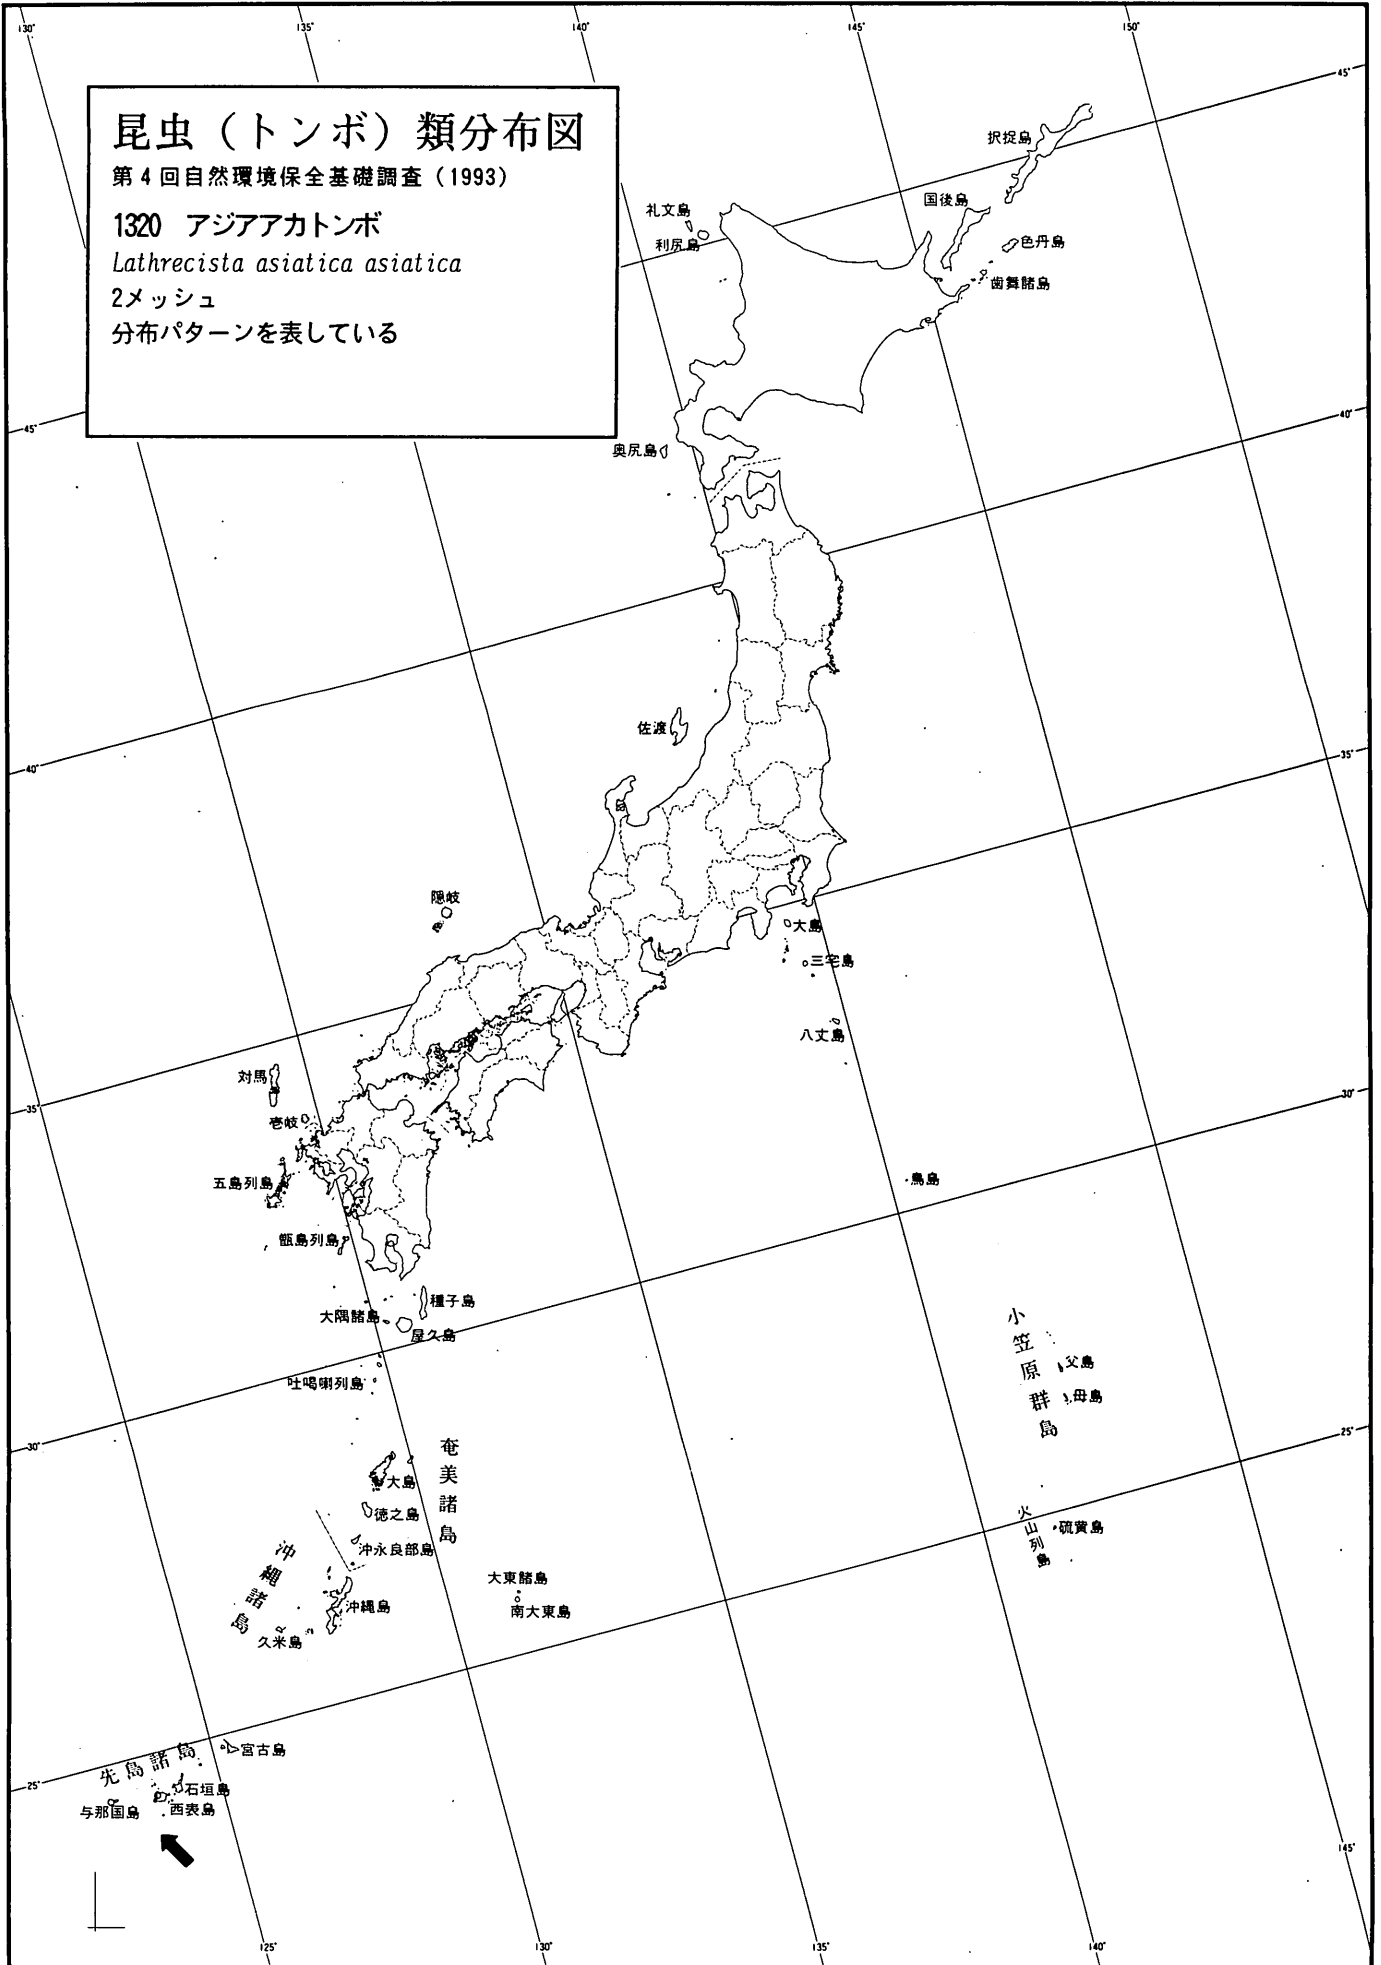 130°
135°
140°
145°
150°
45°
昆虫（トンボ）類分布図
第4回自然環境保全基礎調査（1993）
1320 アジアアカトンボ
Lathrecista asiatica asiatica
2メッシュ
分布パターンを表している
択捉島
国後島
色丹島
歯舞諸島
礼文島
利尻島
奥尻島
40°
45°
佐渡
35°
40°
隠岐
大島
三宅島
八丈島
対馬
壱岐
35°
30°
五島列島
甑島列島
鳥島
種子島
大隅諸島
屋久島
吐噶喇列島
小笠原群島
父島
母島
30°
25°
奄美諸島
大島
徳之島
沖永良部島
火山列島
硫黄島
沖縄諸島
沖縄島
久米島
大東諸島
南大東島
先島諸島
宮古島
石垣島
西表島
与那国島
25°
145°
125°
130°
135°
140°